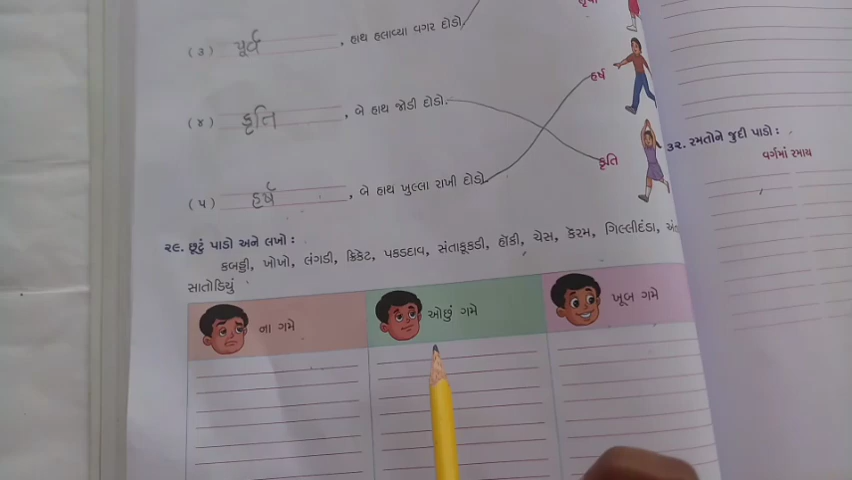 (૩) પૂર્વ , હાથ હલાવ્યા વગર દોડો.
હર્ષ
(૪) કૃતિ , બે હાથ જોડી દોડો.
કૃતિ
(૫) હર્ષ , બે હાથ ખુલ્લા રાખી દોડો.
૨૯. છૂટું પાડો અને લખો :
કબડ્ડી, ખોખો, લંગડી, ક્રિકેટ, પકડદાવ, સંતાકૂકડી, હૉકી, ચેસ, કેરમ, ગિલ્લીદંડા,
સાતોડિયું
ના ગમે ઓછું ગમે ખૂબ ગમે
૩૨. રમતોને જુદી પાડો :
વર્ગમાં રમાય